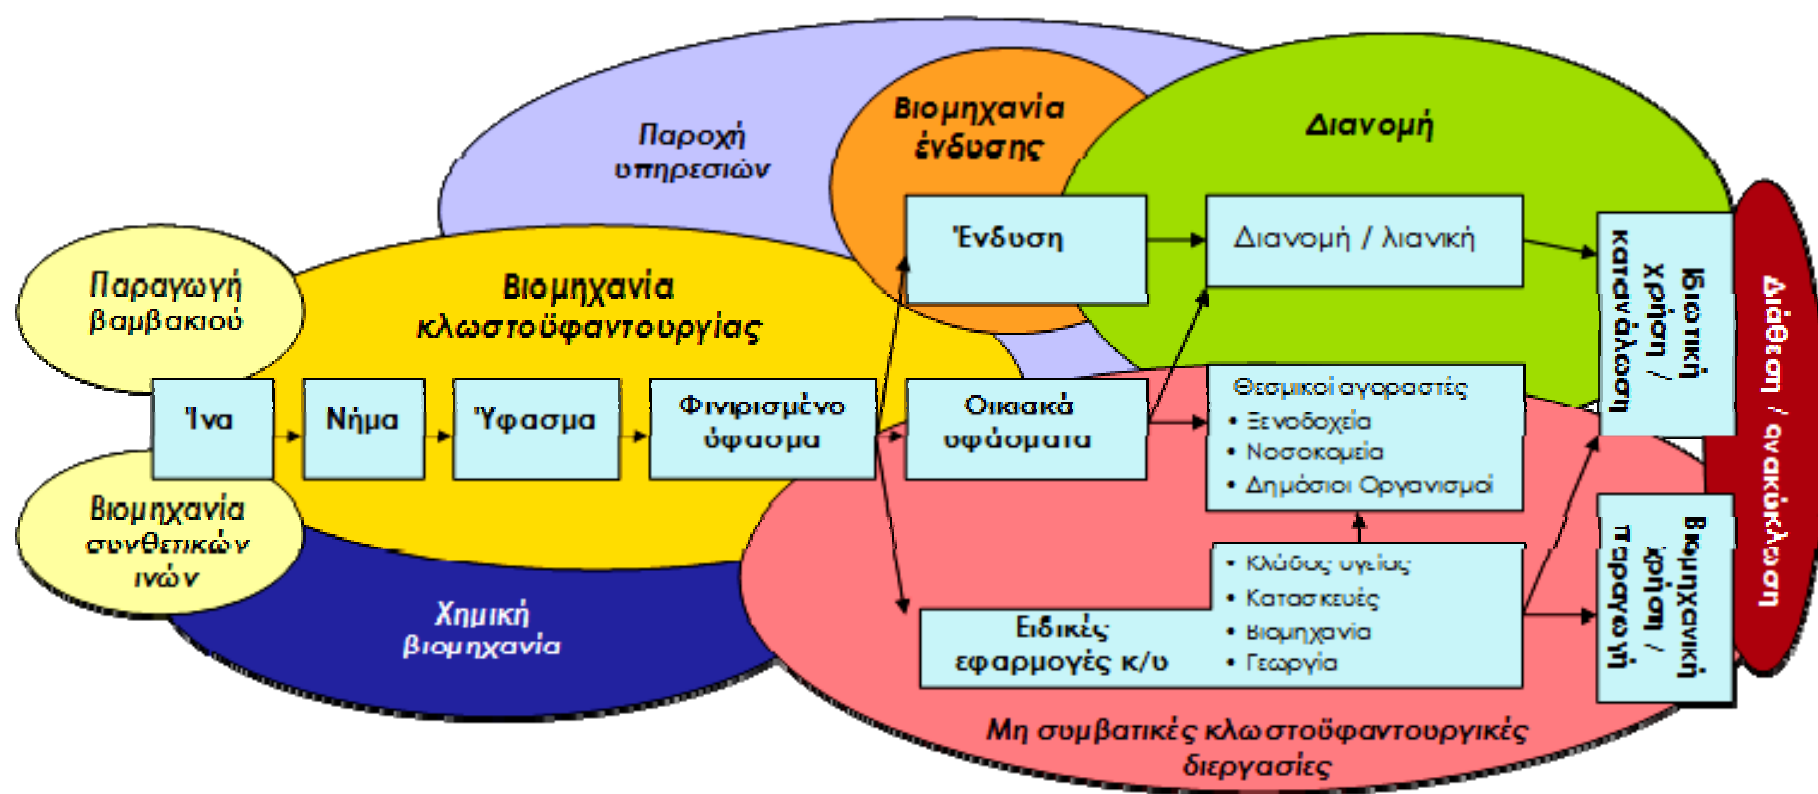 Παροχή
υπηρεσιών
Βιομηχανία
ένδυσης
Διανομή
Παραγωγή
βαμβακιού
Βιομηχανία
κλωστοϋφαντουργίας
Ένδυση
Διανομή / λιανική
Ιδιωτική
χρήση /
κατανάλωση
Διάθεση / ανακύκλωση
Ίνα
Νήμα
Ύφασμα
Φινιρισμένο
ύφασμα
Οικιακά
υφάσματα
Θεσμικοί αγοραστές
• Ξενοδοχεία
• Νοσοκομεία
• Δημόσιοι Οργανισμοί
Βιομηχανία
συνθετικών
ινών
Χημική
βιομηχανία
Ειδικές
εφαρμογές κ/υ
• Κλάδος υγείας
• Κατασκευές
• Βιομηχανία
• Γεωργία
Βιομηχανική
χρήση /
παραγωγή
Μη συμβατικές κλωστοϋφαντουργικές
διεργασίες